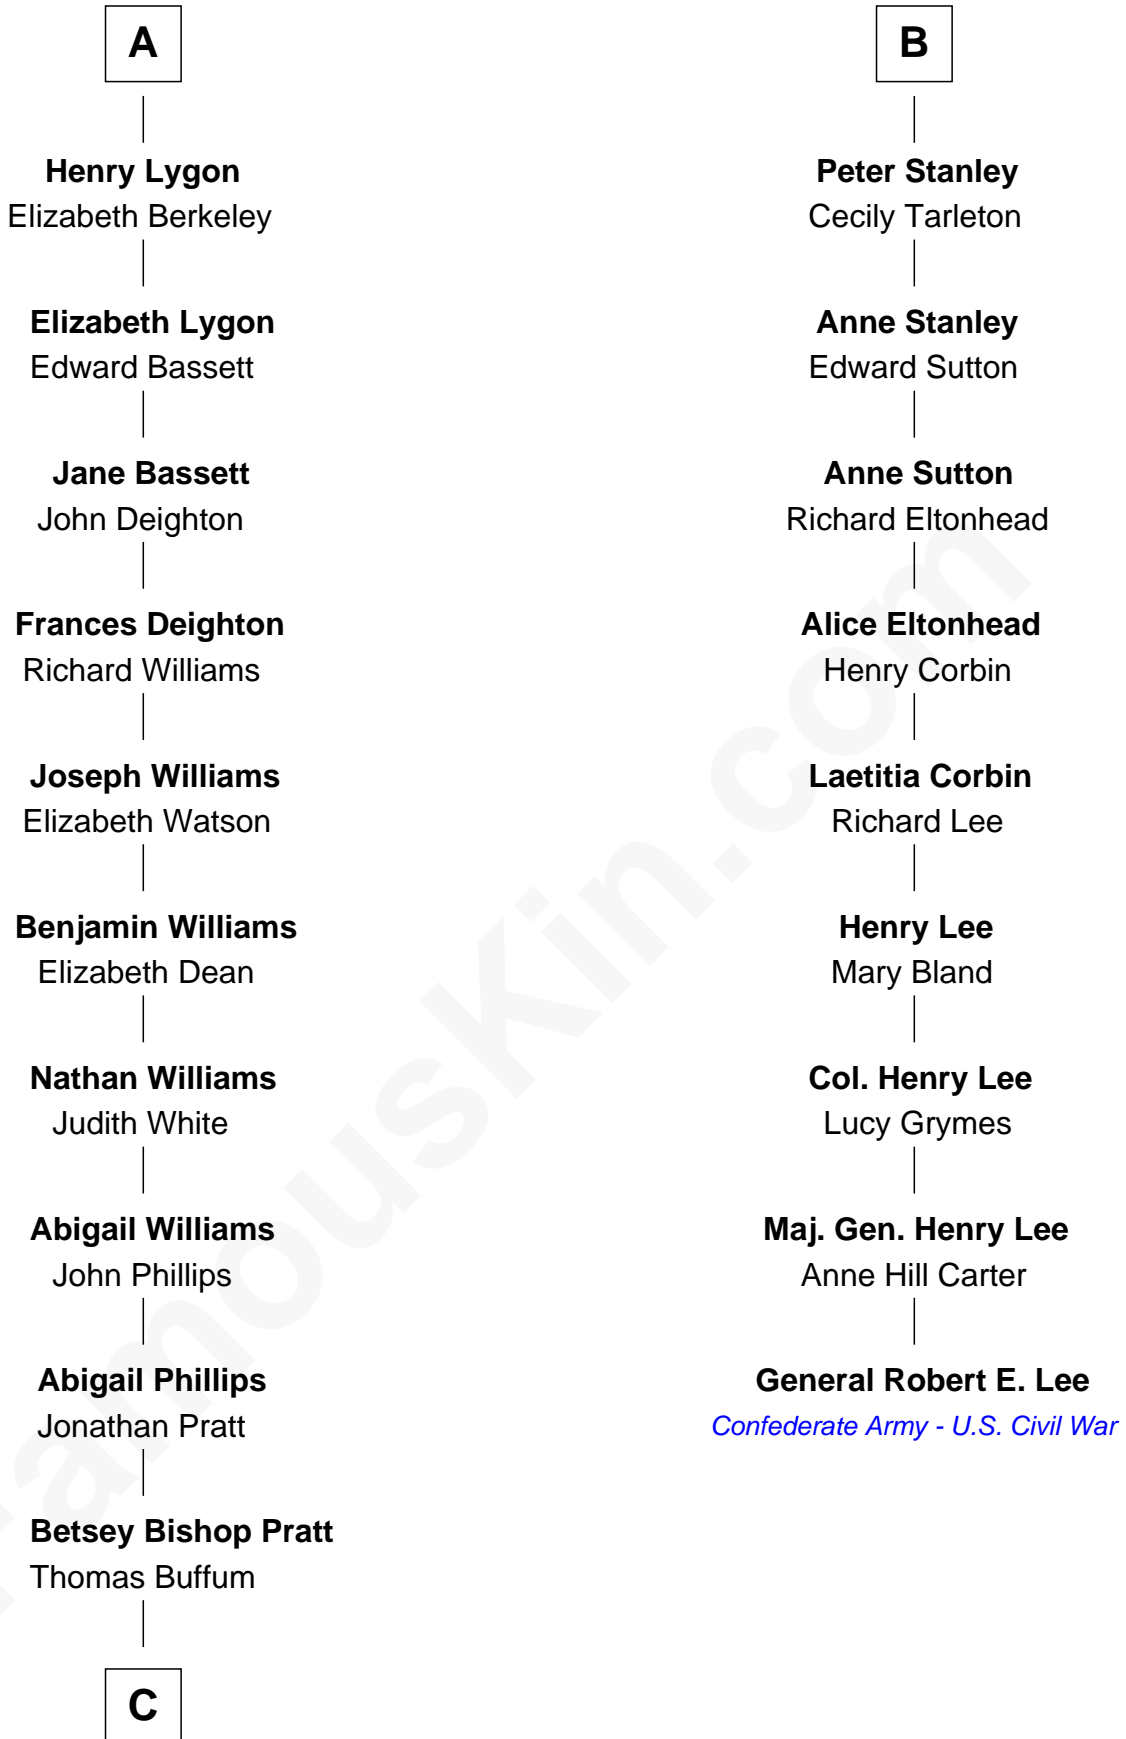 A
Henry Lygon
Elizabeth Berkeley
Elizabeth Lygon
Edward Bassett
Jane Bassett
John Deighton
Frances Deighton
Richard Williams
Joseph Williams
Elizabeth Watson
Benjamin Williams
Elizabeth Dean
Nathan Williams
Judith White
Abigail Williams
John Phillips
Abigail Phillips
Jonathan Pratt
Betsey Bishop Pratt
Thomas Buffum
C
B
Peter Stanley
Cecily Tarleton
Anne Stanley
Edward Sutton
Anne Sutton
Richard Eltonhead
Alice Eltonhead
Henry Corbin
Laetitia Corbin
Richard Lee
Henry Lee
Mary Bland
Col. Henry Lee
Lucy Grymes
Maj. Gen. Henry Lee
Anne Hill Carter
General Robert E. Lee
Confederate Army - U.S. Civil War
FamousKin.com